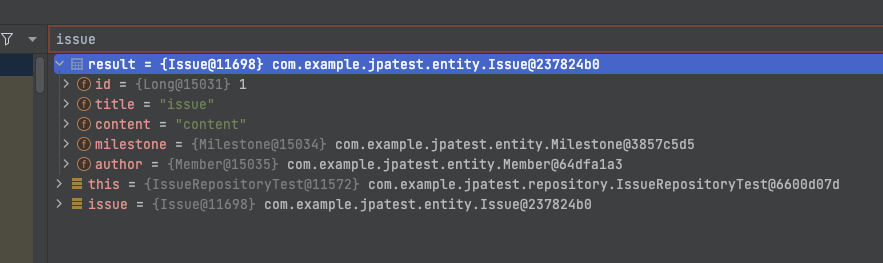 issue
result = {Issue@11698} com.example.jpatest.entity.Issue@237824b0
id = {Long@15031} 1
title = "issue"
content = "content"
milestone = {Milestone@15034} com.example.jpatest.entity.Milestone@3857c5d5
author = {Member@15035} com.example.jpatest.entity.Member@64dfa1a3
this = {IssueRepositoryTest@11572} com.example.jpatest.repository.IssueRepositoryTest@6600d07d
issue = {Issue@11698} com.example.jpatest.entity.Issue@237824b0